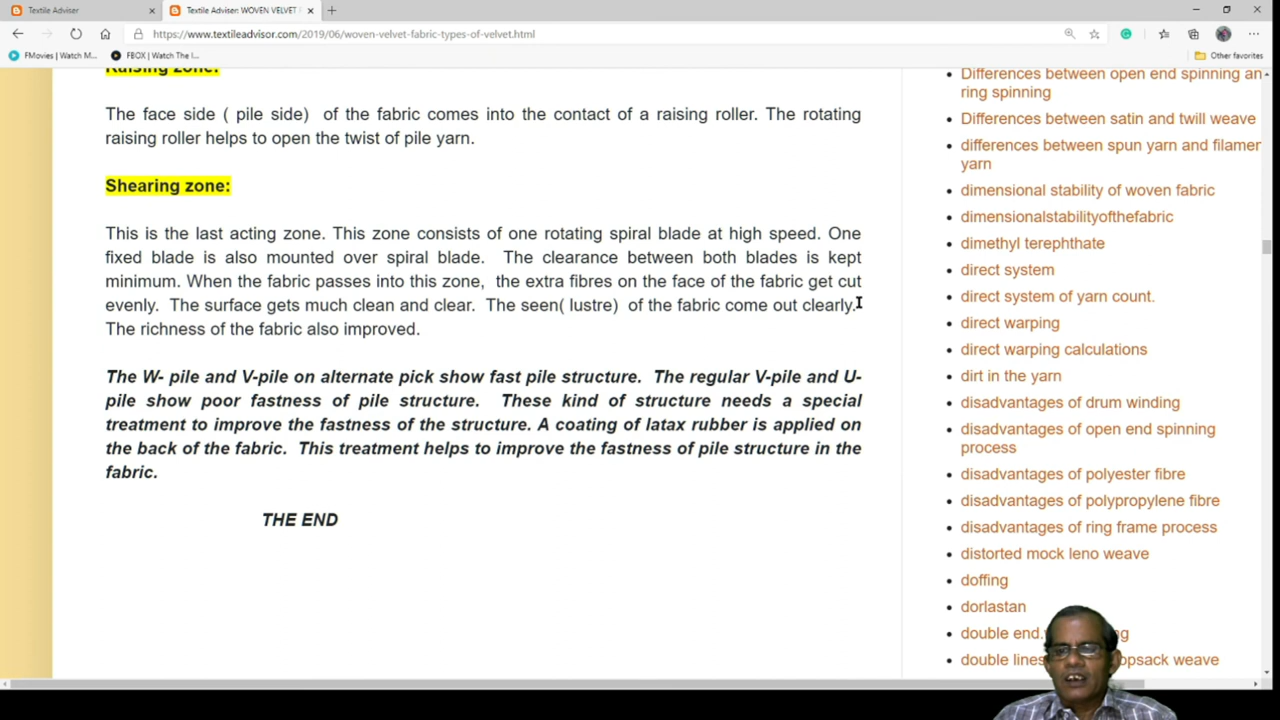 Textile Adviser
Textile Adviser: WOVEN VELVET
https://www.textileadvisor.com/2019/06/woven-velvet-fabric-types-of-velvet.html
FMovies | Watch M...
FBOX | Watch The I...
Other favorites
Raising zone:
The face side ( pile side) of the fabric comes into the contact of a raising roller. The rotating
raising roller helps to open the twist of pile yarn.
Shearing zone:
This is the last acting zone. This zone consists of one rotating spiral blade at high speed. One
fixed blade is also mounted over spiral blade. The clearance between both blades is kept
minimum. When the fabric passes into this zone, the extra fibres on the face of the fabric get cut
evenly. The surface gets much clean and clear. The seen( lustre) of the fabric come out clearly.
The richness of the fabric also improved.
The W- pile and V-pile on alternate pick show fast pile structure. The regular V-pile and U-
pile show poor fastness of pile structure. These kind of structure needs a special
treatment to improve the fastness of the structure. A coating of latax rubber is applied on
the back of the fabric. This treatment helps to improve the fastness of pile structure in the
fabric.
THE END
Differences between open end spinning an
ring spinning
Differences between satin and twill weave
differences between spun yarn and filamer
yarn
dimensional stability of woven fabric
dimensionalstabilityofthefabric
dimethyl terephthate
direct system
direct system of yarn count.
direct warping
direct warping calculations
dirt in the yarn
disadvantages of drum winding
disadvantages of open end spinning
process
disadvantages of polyester fibre
disadvantages of polypropylene fibre
disadvantages of ring frame process
distorted mock leno weave
doffing
dorlastan
double end
double lines opsack weave